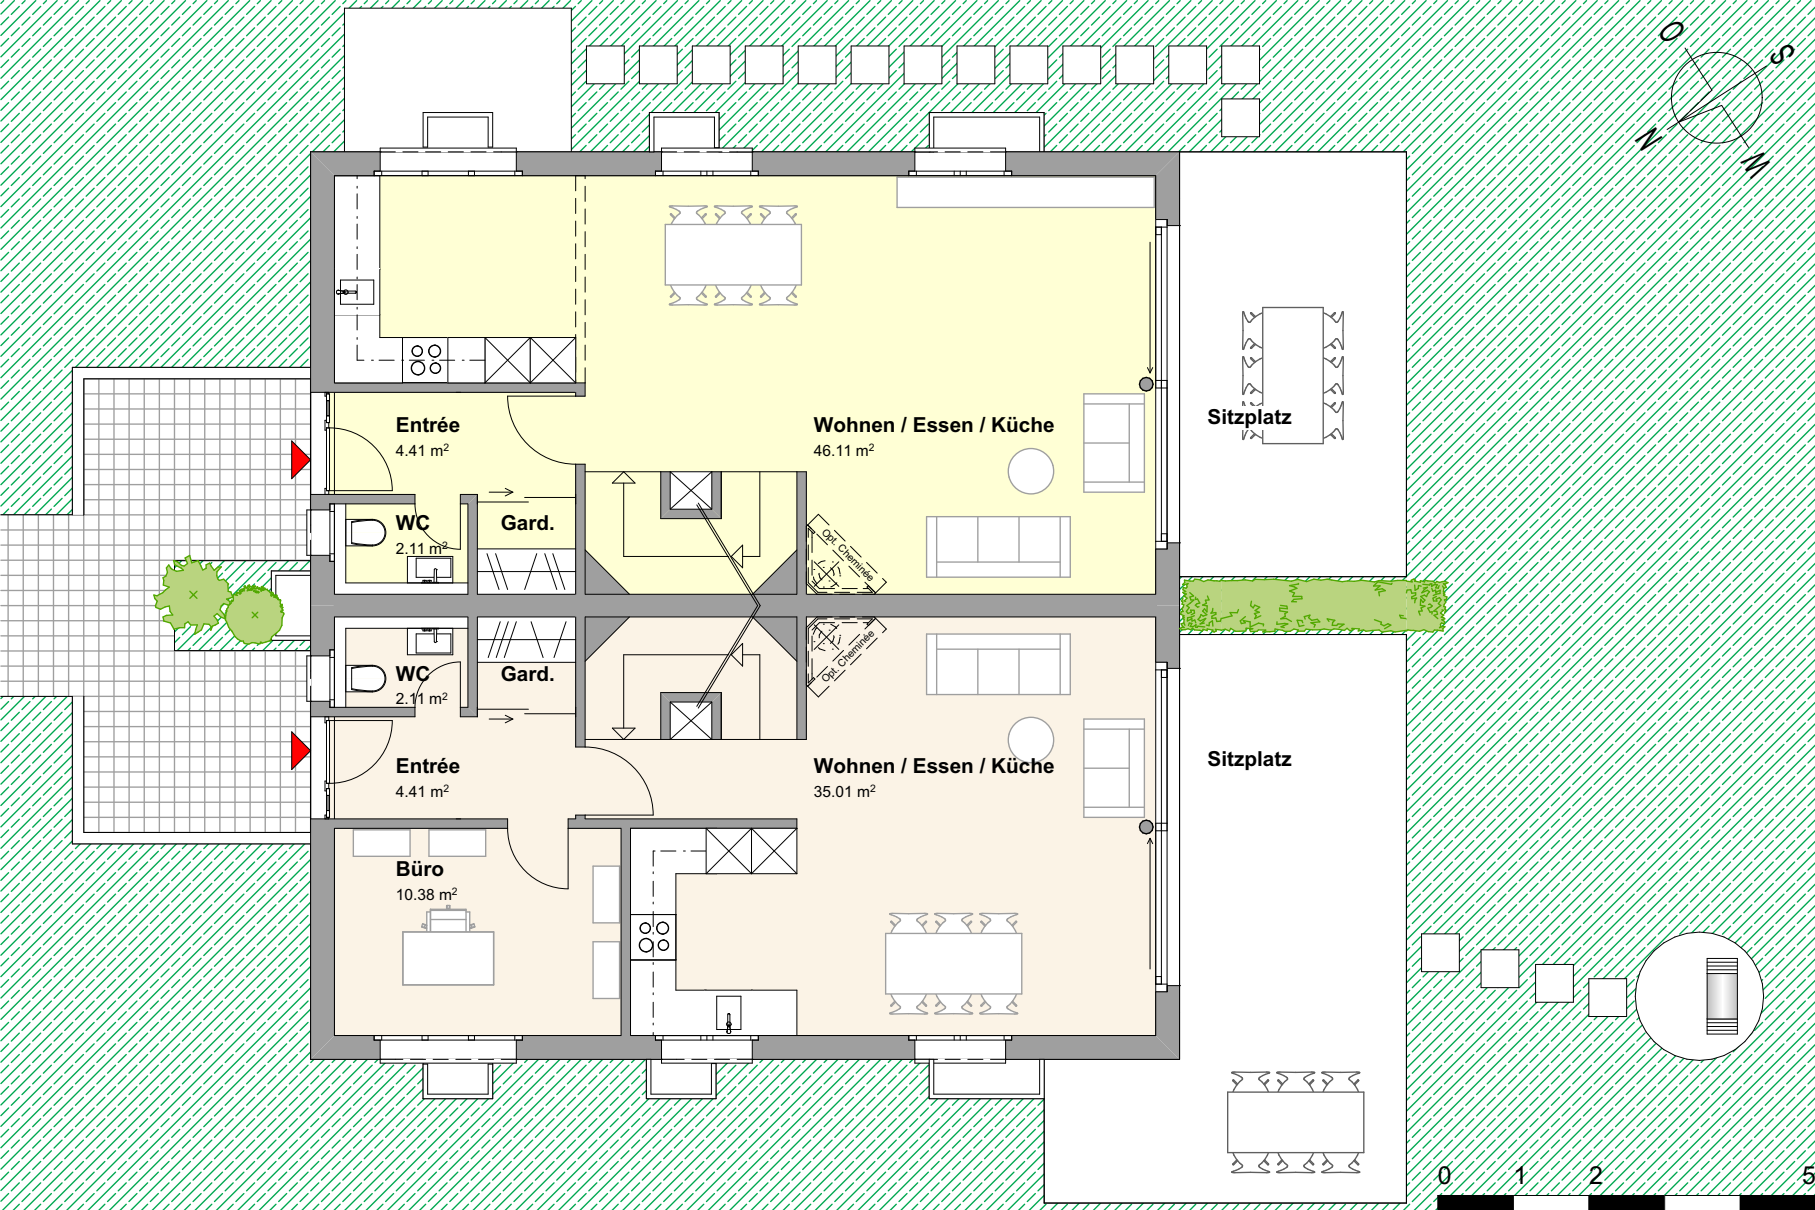 O
S
N
W
Entrée
4.41 m²
Wohnen / Essen / Küche
46.11 m²
Sitzplatz
WC
2.11 m²
Gard.
Opt. Cheminée
WC
2.11 m²
Gard.
Opt. Cheminée
Entrée
4.41 m²
Wohnen / Essen / Küche
35.01 m²
Sitzplatz
Büro
10.38 m²
0 1 2 5